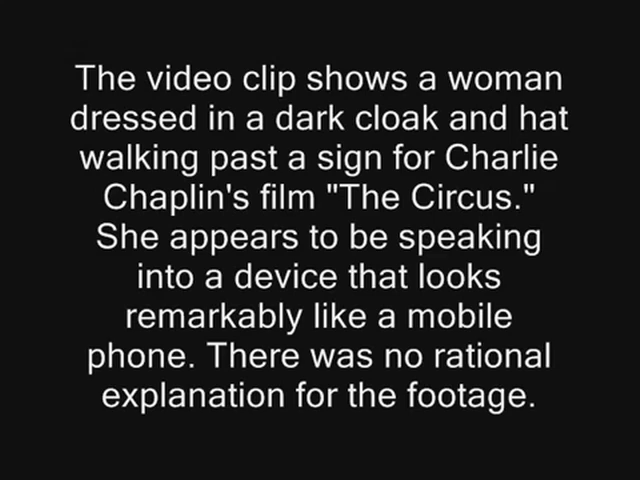 The video clip shows a woman
dressed in a dark cloak and hat
walking past a sign for Charlie
Chaplin's film "The Circus."
She appears to be speaking
into a device that looks
remarkably like a mobile
phone. There was no rational
explanation for the footage.